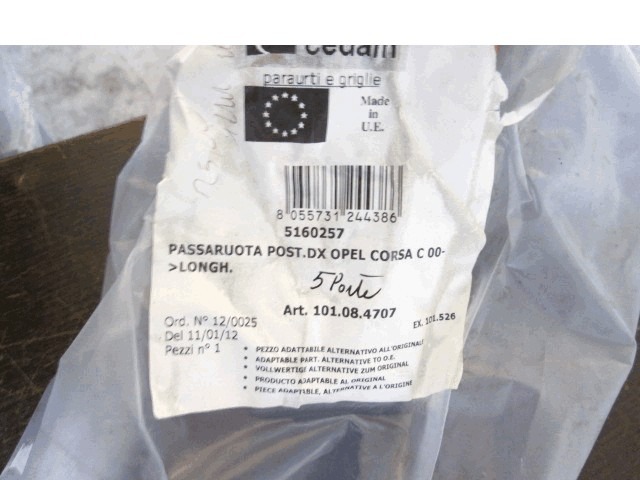 cedam
paraurti e griglie
Made
in
U.E.
8 055731 244386
5160257
PASSARUOTA POST.DX OPEL CORSA C 00-
>LONGH.
5 Porte
Art. 101.08.4707
EX. 101.526
Ord. N° 12/0025
Del 11/01/12
Pezzi n° 1
• PEZZO ADATTABILE ALTERNATIVO ALL'ORIGINALE
• ADAPTABLE PART. ALTERNATIVE TO O.E.
• VOLLWERTIGE ALTERNATIVE ZUM ORIGINAL
• PRODUCTO ADAPTABLE AL ORIGINAL
• PIECE ADAPTIBLE, ALTERNATIVE A L'ORIGINE